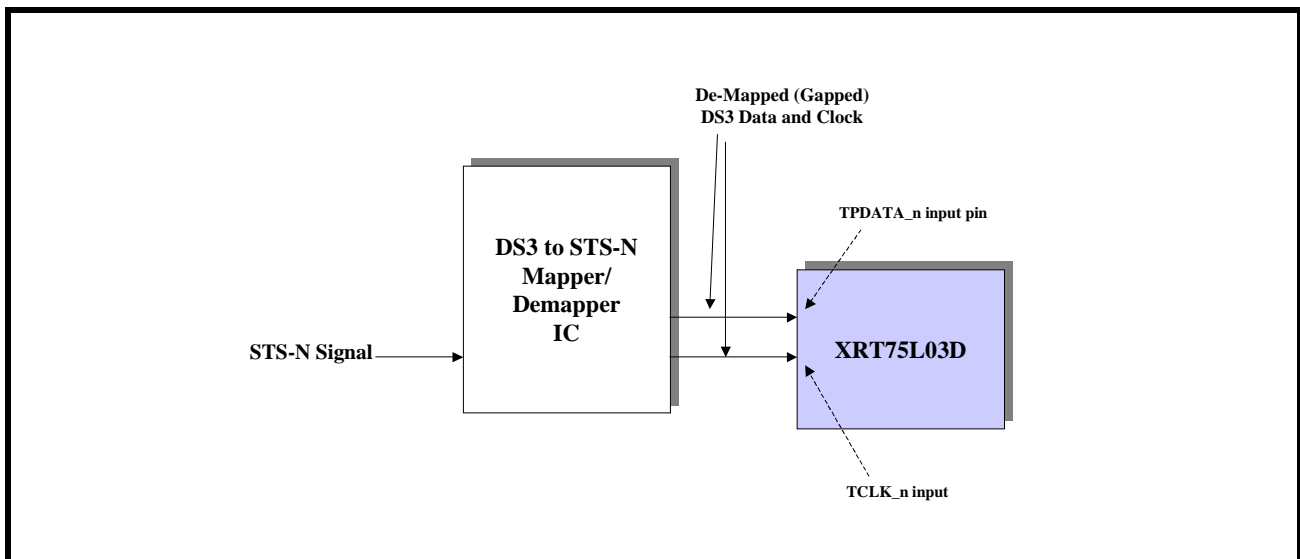 De-Mapped (Gapped)
DS3 Data and Clock
TPDATA_n input pin
DS3 to STS-N
Mapper/
Demapper
IC
STS-N Signal
XRT75L03D
TCLK_n input